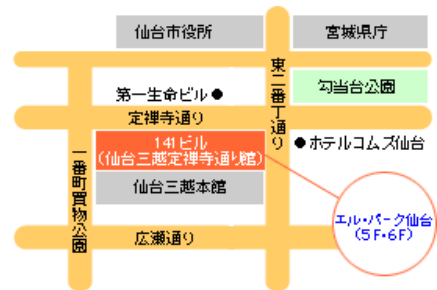 仙台市役所
宮城県庁
東二番丁通り
勾当台公園
第一生命ビル●
定禅寺通り
141ビル
(仙台三越定禅寺通り館)
●ホテルコムズ仙台
一番町買物公園
仙台三越本館
エル・パーク仙台
(5F・6F)
広瀬通り